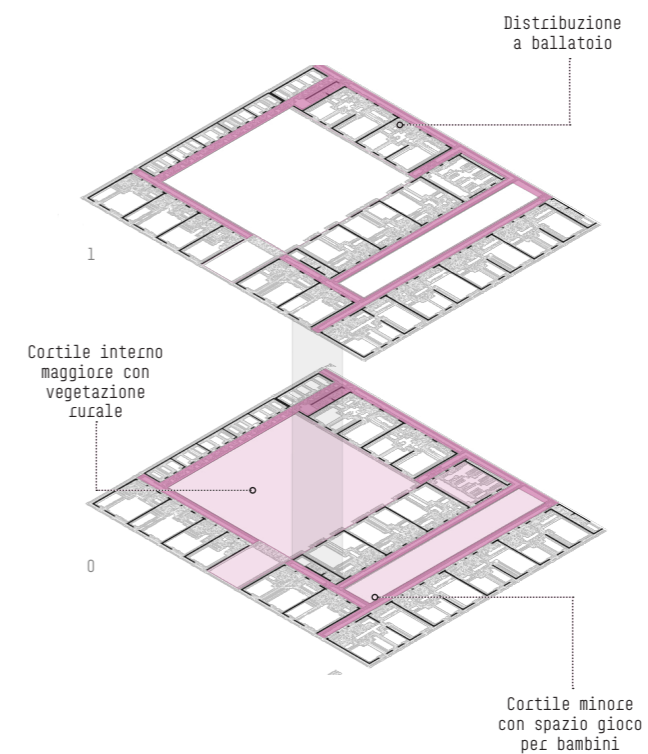 Distribuzione
a ballatoio
1
Cortile interno
maggiore con
vegetazione
rurale
0
Cortile minore
con spazio gioco
per bambini